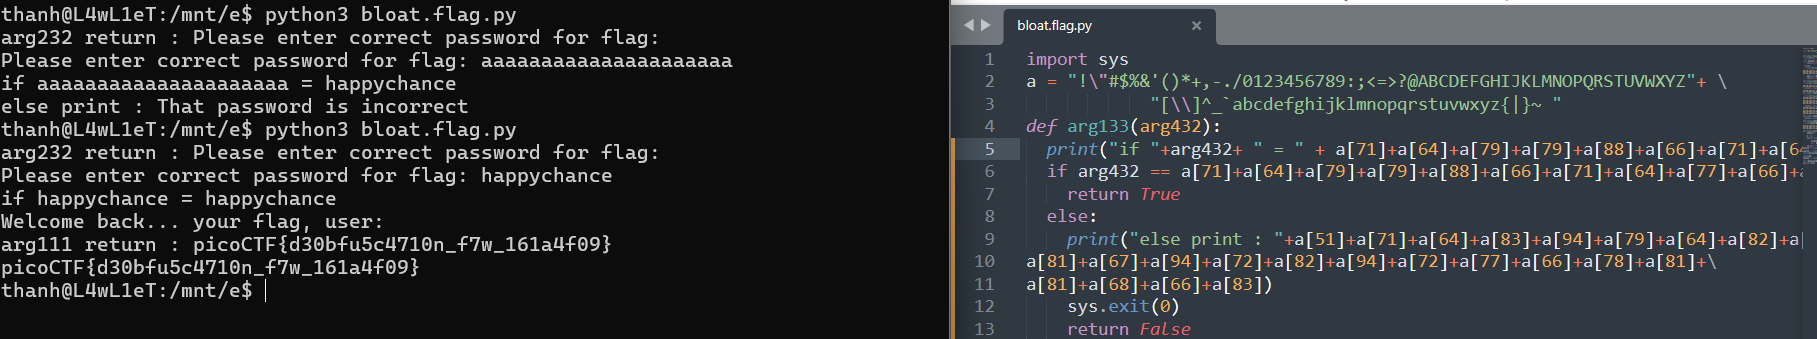 thanh@L4wL1eT:/mnt/e$ python3 bloat.flag.py
arg232 return : Please enter correct password for flag:
Please enter correct password for flag: aaaaaaaaaaaaaaaaaaaaa
if aaaaaaaaaaaaaaaaaaaaa = happychance
else print : That password is incorrect
thanh@L4wL1eT:/mnt/e$ python3 bloat.flag.py
arg232 return : Please enter correct password for flag:
Please enter correct password for flag: happychance
if happychance = happychance
Welcome back... your flag, user:
arg111 return : picoCTF{d30bfu5c4710n_f7w_161a4f09}
picoCTF{d30bfu5c4710n_f7w_161a4f09}
thanh@L4wL1eT:/mnt/e$
bloat.flag.py ×
1 import sys
2 a = "!\"#$%&'()*+,-./0123456789:;<=>?@ABCDEFGHIJKLMNOPQRSTUVWXYZ"+ \
3 "[\\]^_`abcdefghijklmnopqrstuvwxyz{|}~ "
4 def arg133(arg432):
5 print("if "+arg432+ " = " + a[71]+a[64]+a[79]+a[79]+a[88]+a[66]+a[71]+a[64
6 if arg432 == a[71]+a[64]+a[79]+a[79]+a[88]+a[66]+a[71]+a[64]+a[77]+a[66]+
7 return True
8 else:
9 print("else print : "+a[51]+a[71]+a[64]+a[83]+a[94]+a[79]+a[64]+a[82]+a[
10 a[81]+a[67]+a[94]+a[72]+a[82]+a[94]+a[72]+a[77]+a[66]+a[78]+a[81]+\
11 a[81]+a[68]+a[66]+a[83])
12 sys.exit(0)
13 return False